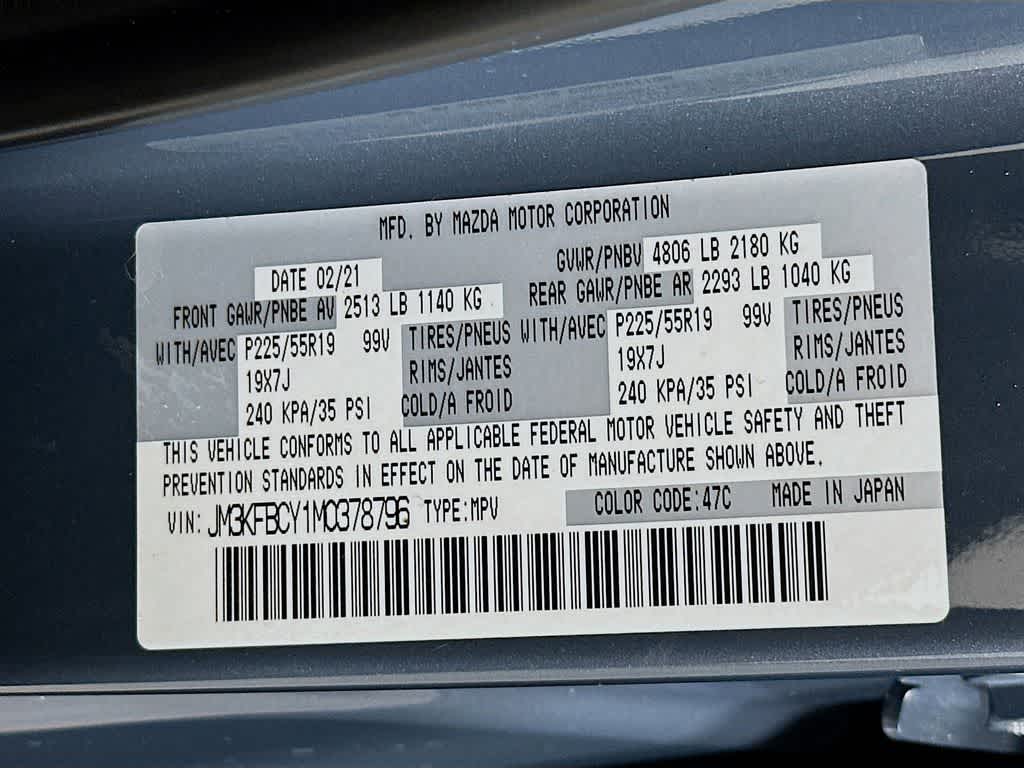 MFD. BY MAZDA MOTOR CORPORATION
DATE 02/21
GVWR/PNBV 4806 LB 2180 KG
FRONT GAWR/PNBE AV 2513 LB 1140 KG
REAR GAWR/PNBE AR 2293 LB 1040 KG
WITH/AVEC P225/55R19 99V TIRES/PNEUS
19X7J RIMS/JANTES
240 KPA/35 PSI COLD/A FROID
WITH/AVEC P225/55R19 99V TIRES/PNEUS
19X7J RIMS/JANTES
240 KPA/35 PSI COLD/A FROID
THIS VEHICLE CONFORMS TO ALL APPLICABLE FEDERAL MOTOR VEHICLE SAFETY AND THEFT
PREVENTION STANDARDS IN EFFECT ON THE DATE OF MANUFACTURE SHOWN ABOVE.
VIN: JM3KFBCY1M0378796 TYPE:MPV COLOR CODE:47C MADE IN JAPAN